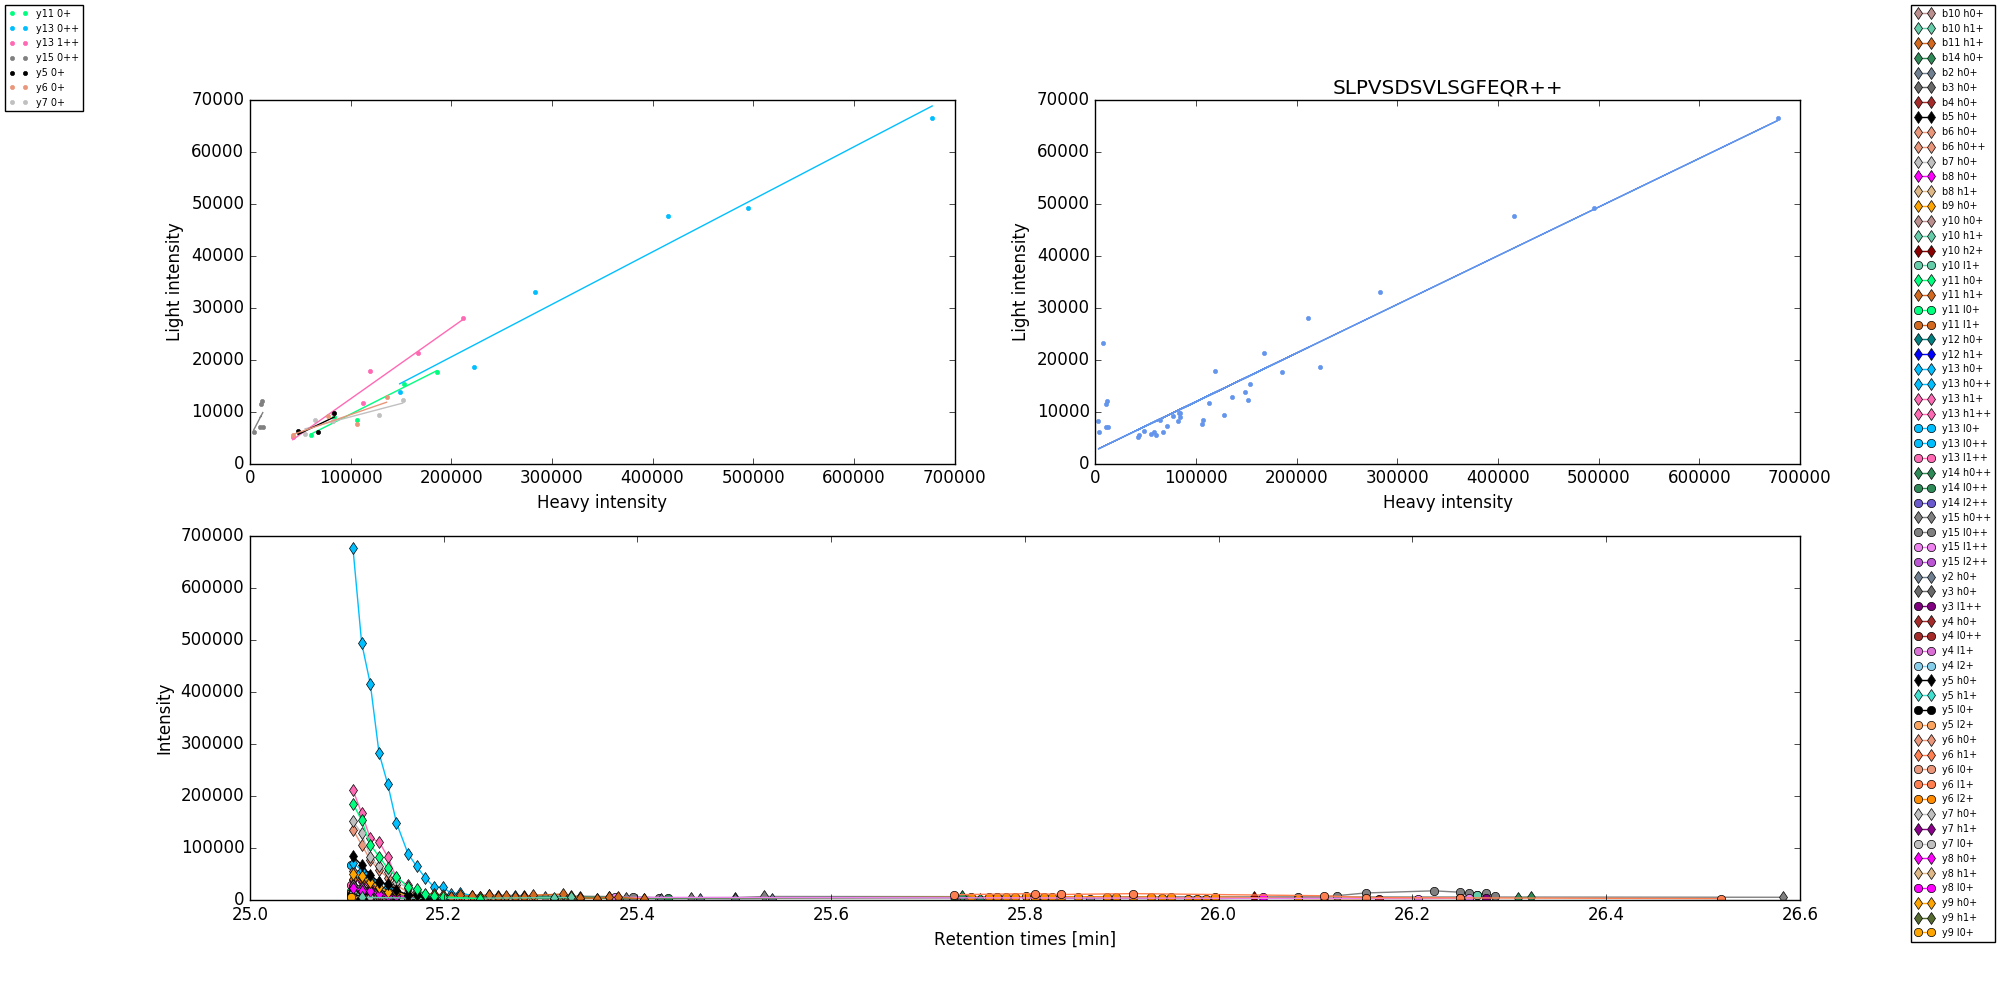 y11 0+
y13 0++
y13 1++
y15 0++
y5 0+
y6 0+
y7 0+
70000
60000
50000
40000
30000
20000
10000
0
Light intensity
0 100000 200000 300000 400000 500000 600000 700000
Heavy intensity
SLPVSDSVLSGFEQR++
70000
60000
50000
40000
30000
20000
10000
0
Light intensity
0 100000 200000 300000 400000 500000 600000 700000
Heavy intensity
700000
600000
500000
400000
300000
200000
100000
0
Intensity
25.0 25.2 25.4 25.6 25.8 26.0 26.2 26.4 26.6
Retention times [min]
b10 h0+
b10 h1+
b11 h1+
b14 h0+
b2 h0+
b3 h0+
b4 h0+
b5 h0+
b6 h0+
b6 h0++
b7 h0+
b8 h0+
b8 h1+
b9 h0+
y10 h0+
y10 h1+
y10 h2+
y10 l1+
y11 h0+
y11 h1+
y11 l0+
y11 l1+
y12 h0+
y12 h1+
y13 h0+
y13 h0++
y13 h1+
y13 h1++
y13 l0+
y13 l0++
y13 l1++
y14 h0++
y14 l0++
y14 l2++
y15 h0++
y15 l0++
y15 l1++
y15 l2++
y2 h0+
y3 h0+
y3 l1++
y4 h0+
y4 l0++
y4 l1+
y4 l2+
y5 h0+
y5 h1+
y5 l0+
y5 l2+
y6 h0+
y6 h1+
y6 l0+
y6 l1+
y6 l2+
y7 h0+
y7 h1+
y7 l0+
y8 h0+
y8 h1+
y8 l0+
y9 h0+
y9 h1+
y9 l0+